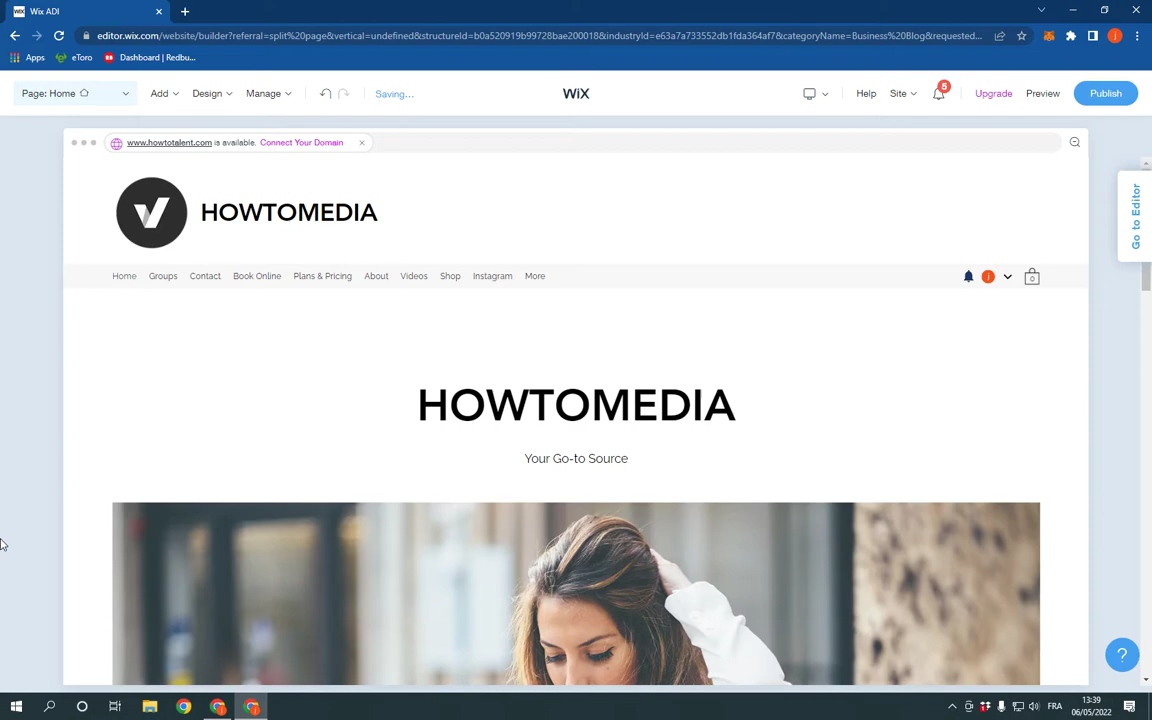 WiX Wix ADI
editor.wix.com/website/builder?referral=split%20page&vertical=undefined&structureId=b0a520919b99728bae200018&industryId=e63a7a733552db1fda364af7&categoryName=Business%20Blog&requested...
Apps eToro Dashboard | Redbu...
Page: Home Add Design Manage Saving... WiX Help Site 5 Upgrade Preview Publish
www.howtotalent.com is available. Connect Your Domain
Go to Editor
HOWTOMEDIA
Home Groups Contact Book Online Plans & Pricing About Videos Shop Instagram More j 0
HOWTOMEDIA
Your Go-to Source
?
13:39
FRA
06/05/2022